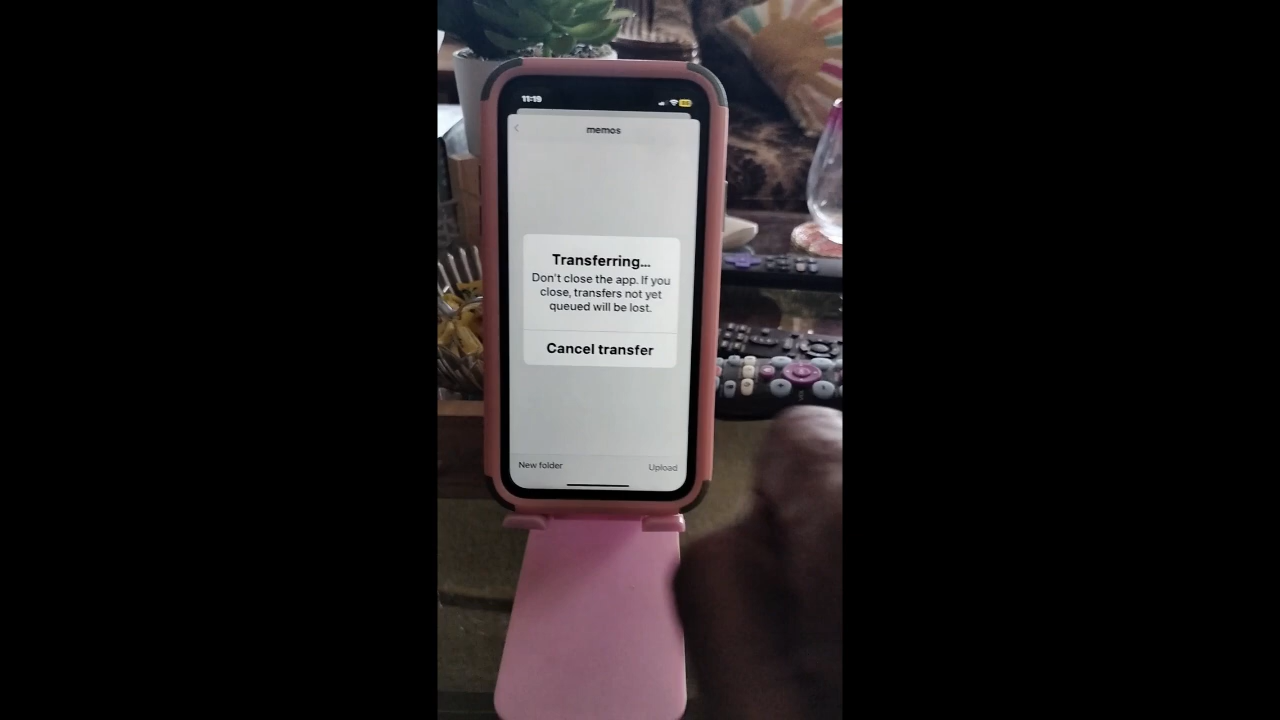 11:19
memos
Transferring...
Don't close the app. If you
close, transfers not yet
queued will be lost.
Cancel transfer
New folder
Upload